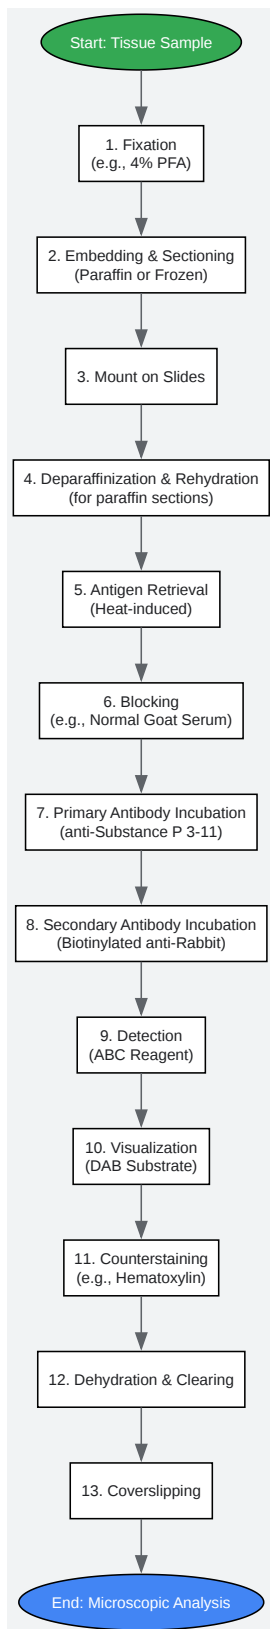 Start: Tissue Sample
1. Fixation
(e.g., 4% PFA)
2. Embedding & Sectioning
(Paraffin or Frozen)
3. Mount on Slides
4. Deparaffinization & Rehydration
(for paraffin sections)
5. Antigen Retrieval
(Heat-induced)
6. Blocking
(e.g., Normal Goat Serum)
7. Primary Antibody Incubation
(anti-Substance P 3-11)
8. Secondary Antibody Incubation
(Biotinylated anti-Rabbit)
9. Detection
(ABC Reagent)
10. Visualization
(DAB Substrate)
11. Counterstaining
(e.g., Hematoxylin)
12. Dehydration & Clearing
13. Coverslipping
End: Microscopic Analysis